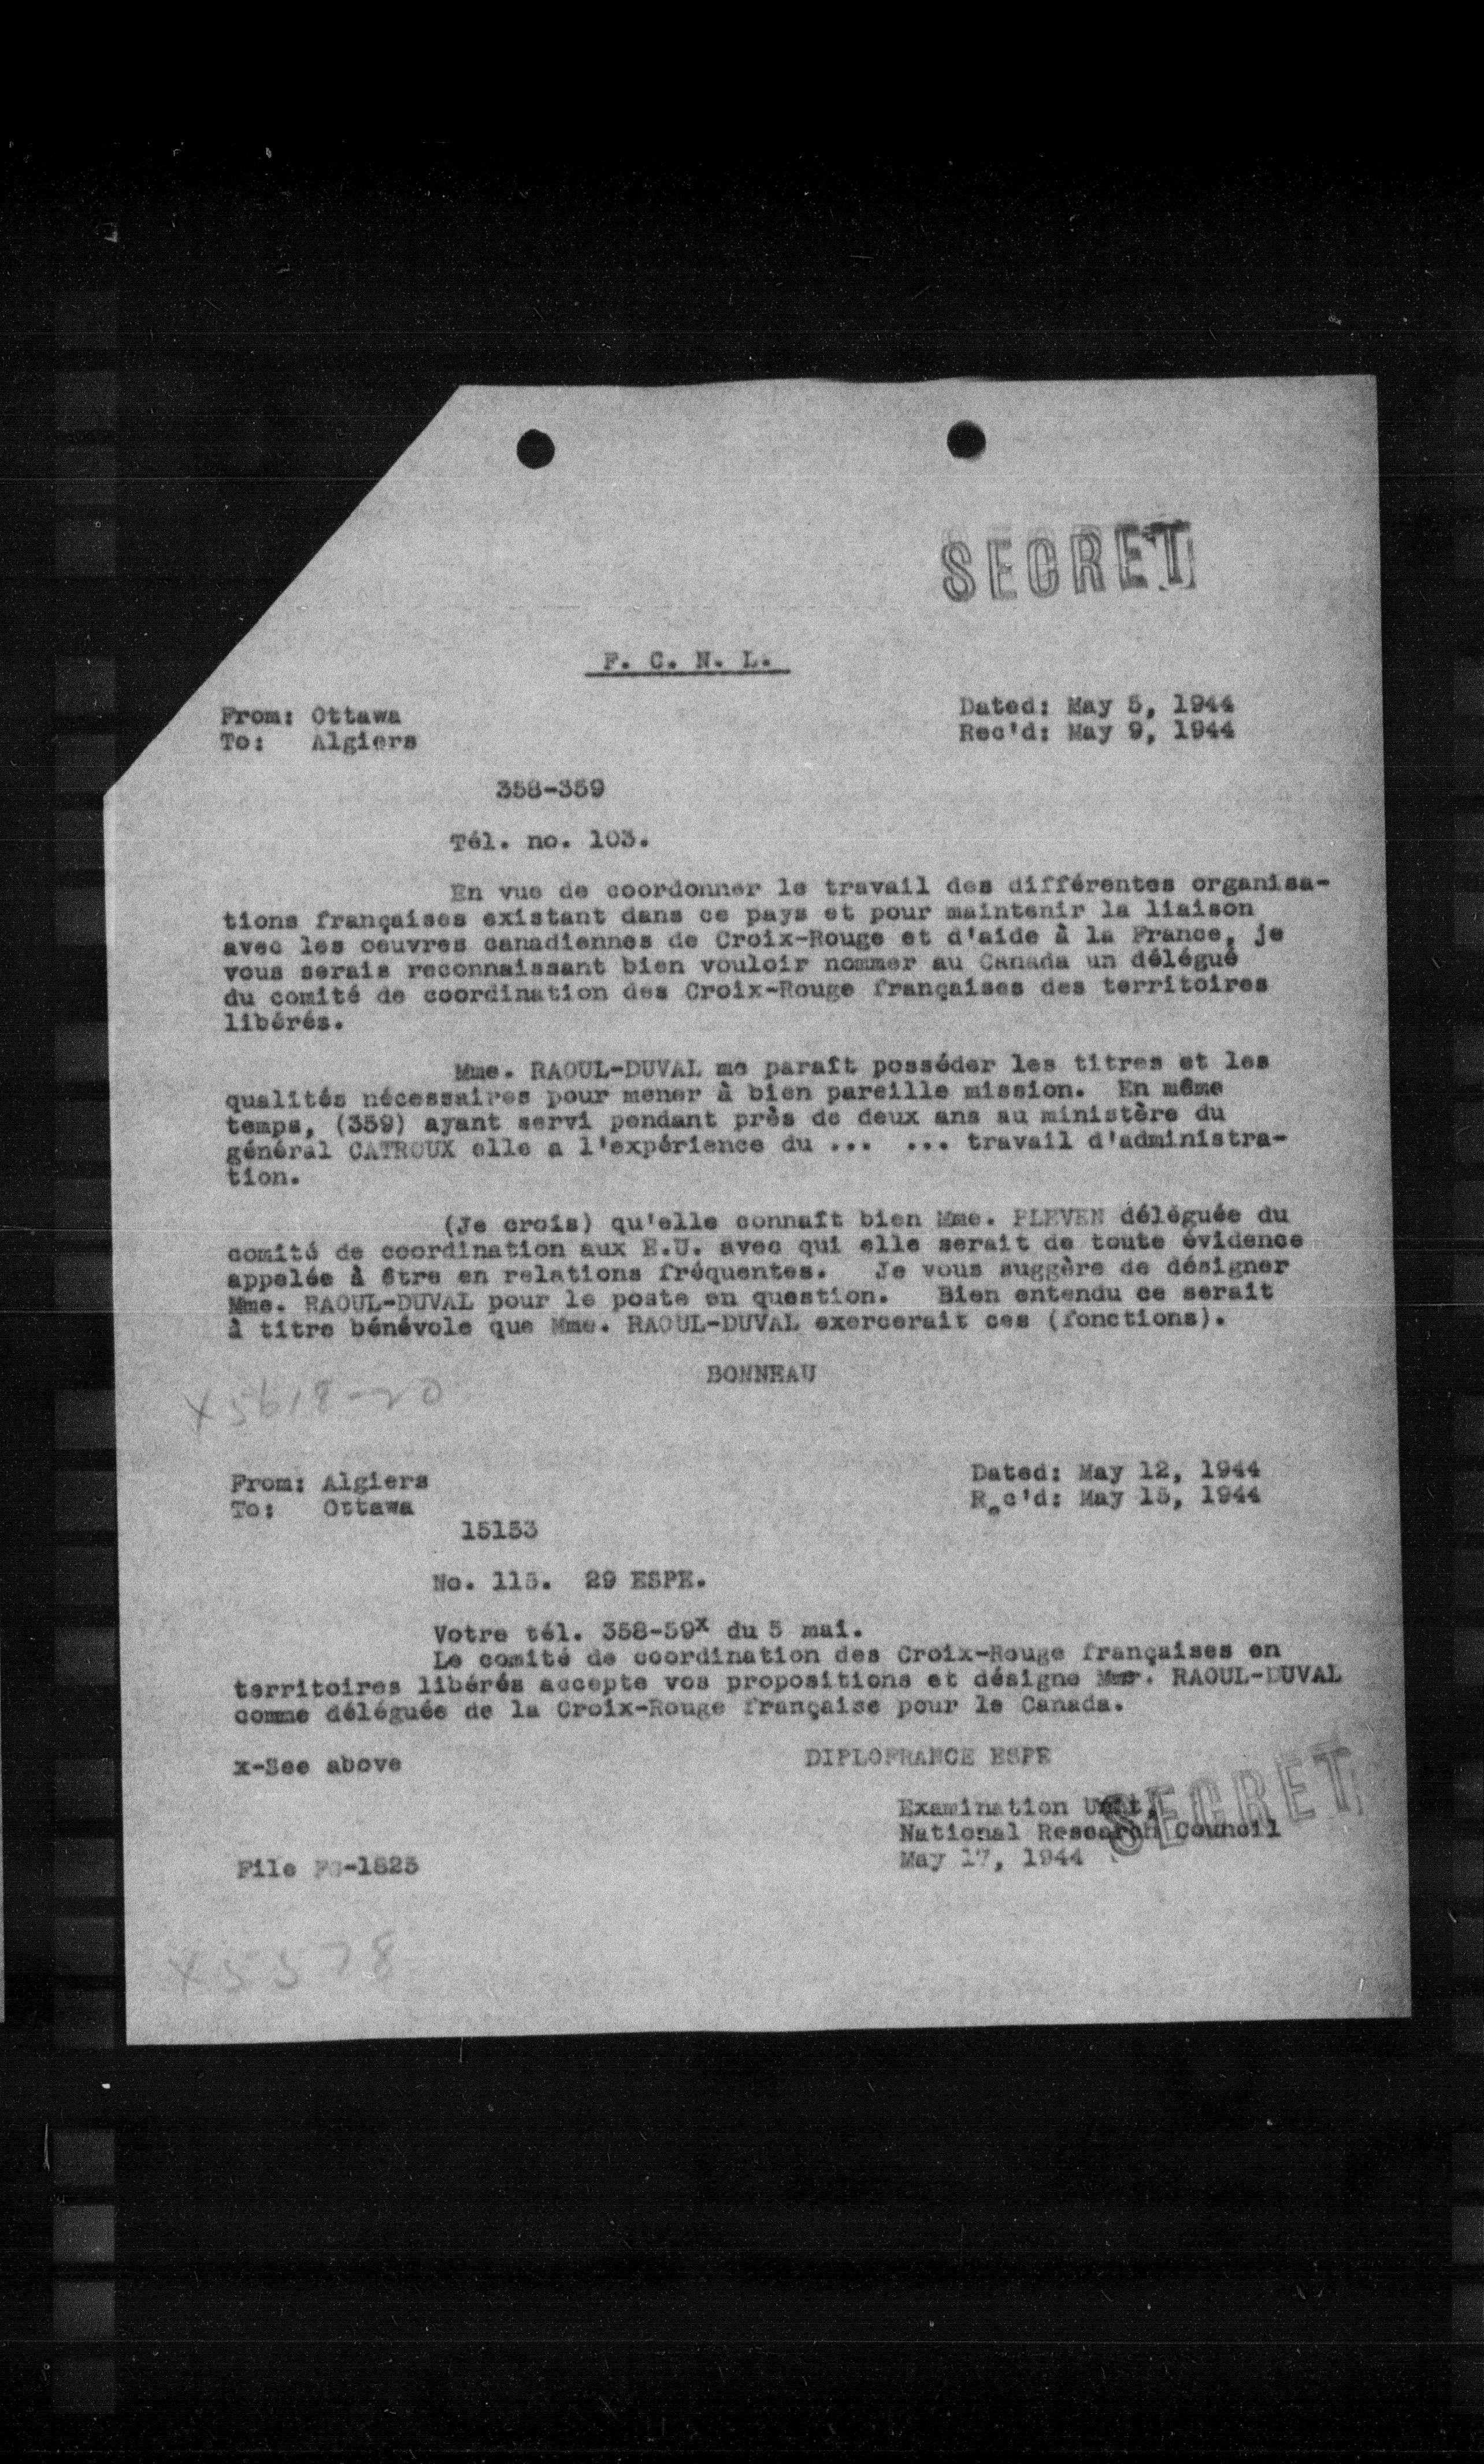 SECRET
F. C. N. L.
From: Ottawa
To: Algiers
Dated: May 5, 1944
Rec'd: May 9, 1944
358-359
Tél. no. 103.
En vue de coordonner le travail des différentes organisa-
tions françaises existant dans ce pays et pour maintenir la liaison
avec les oeuvres canadiennes de Croix-Rouge et d'aide à la France, je
vous serais reconnaissant bien vouloir nommer au Canada un délégué
du comité de coordination des Croix-Rouge françaises des territoires
libérés.
Mme. RAOUL-DUVAL me paraît posséder les titres et les
qualités nécessaires pour mener à bien pareille mission. En même
temps, (359) ayant servi pendant près de deux ans au ministère du
général CATROUX elle a l'expérience du ... ... travail d'administra-
tion.
(Je crois) qu'elle connaît bien Mme. PLEVEN déléguée du
comité de coordination aux E.U. avec qui elle serait de toute évidence
appelée à être en relations fréquentes. Je vous suggère de désigner
Mme. RAOUL-DUVAL pour le poste en question. Bien entendu ce serait
à titre bénévole que Mme. RAOUL-DUVAL exercerait ces (fonctions).
BONNEAU
x5618-20
From: Algiers
To: Ottawa
Dated: May 12, 1944
Rec'd: May 15, 1944
15153
No. 115. 29 ESPE.
Votre tél. 358-59x du 5 mai.
Le comité de coordination des Croix-Rouge françaises en
territoires libérés accepte vos propositions et désigne RAOUL-DUVAL
comme déléguée de la Croix-Rouge française pour le Canada.
x-See above
DIPLOFRANCE ESPE
SECRET
Examination Unit,
National Research Council
May 17, 1944
File
x5578